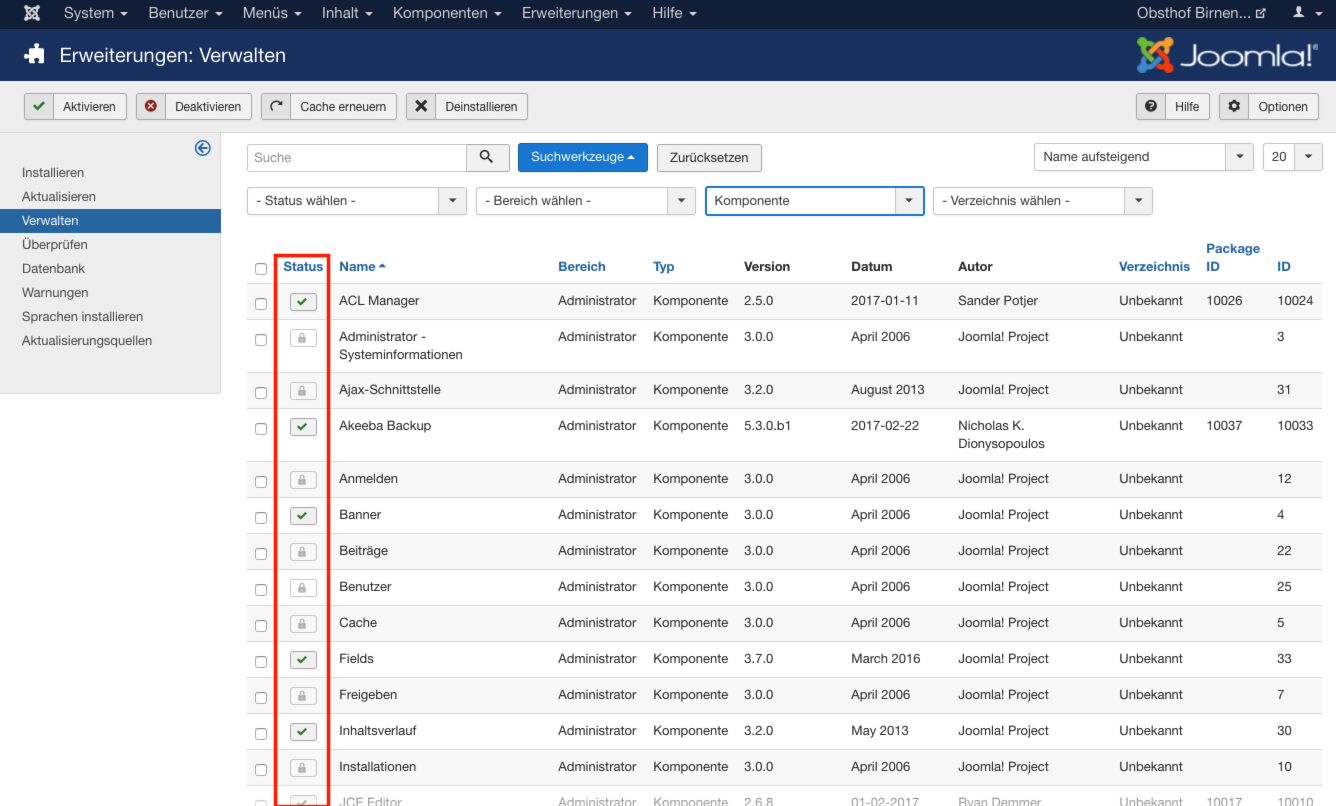 System Benutzer Menüs Inhalt Komponenten Erweiterungen Hilfe Obsthof Birnen...
Erweiterungen: Verwalten Joomla!®
Aktivieren Deaktivieren Cache erneuern Deinstallieren Hilfe Optionen
Installieren
Aktualisieren
Verwalten
Überprüfen
Datenbank
Warnungen
Sprachen installieren
Aktualisierungsquellen
Suche Suchwerkzeuge Zurücksetzen Name aufsteigend 20
- Status wählen - - Bereich wählen - Komponente - Verzeichnis wählen -
Status Name Bereich Typ Version Datum Autor Verzeichnis Package ID ID
ACL Manager Administrator Komponente 2.5.0 2017-01-11 Sander Potjer Unbekannt 10026 10024
Administrator - Administrator Komponente 3.0.0 April 2006 Joomla! Project Unbekannt 3
Systeminformationen
Ajax-Schnittstelle Administrator Komponente 3.2.0 August 2013 Joomla! Project Unbekannt 31
Akeeba Backup Administrator Komponente 5.3.0.b1 2017-02-22 Nicholas K. Unbekannt 10037 10033
Dionysopoulos
Anmelden Administrator Komponente 3.0.0 April 2006 Joomla! Project Unbekannt 12
Banner Administrator Komponente 3.0.0 April 2006 Joomla! Project Unbekannt 4
Beiträge Administrator Komponente 3.0.0 April 2006 Joomla! Project Unbekannt 22
Benutzer Administrator Komponente 3.0.0 April 2006 Joomla! Project Unbekannt 25
Cache Administrator Komponente 3.0.0 April 2006 Joomla! Project Unbekannt 5
Fields Administrator Komponente 3.7.0 March 2016 Joomla! Project Unbekannt 33
Freigeben Administrator Komponente 3.0.0 April 2006 Joomla! Project Unbekannt 7
Inhaltsverlauf Administrator Komponente 3.2.0 May 2013 Joomla! Project Unbekannt 30
Installationen Administrator Komponente 3.0.0 April 2006 Joomla! Project Unbekannt 10
JCE Editor Administrator Komponente 2.6.8 01-02-2017 Ryan Demmer Unbekannt 10017 10010